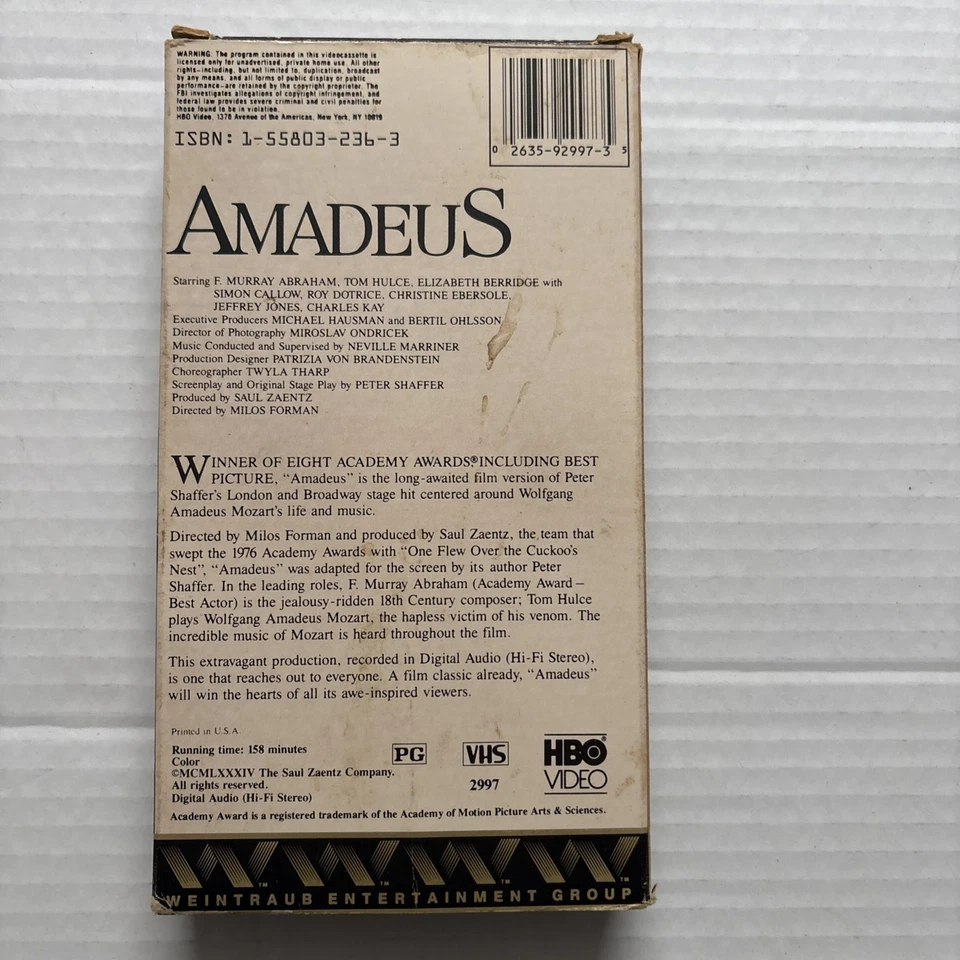 WARNING: The program contained in this videocassette is
licensed only for unadvertised, private home use. All other
rights—including, but not limited to, duplication, broadcast
by any means, and all forms of public display or public
performance—are retained by the copyright proprietor. The
FBI investigates allegations of copyright infringement, and
federal law provides severe criminal and civil penalties for
those found to be in violation.
HBO Video, 1370 Avenue of the Americas, New York, NY 10019
ISBN: 1-55803-236-3
0 2635-92997-3 5
AMADEUS
Starring F. MURRAY ABRAHAM, TOM HULCE, ELIZABETH BERRIDGE with
SIMON CALLOW, ROY DOTRICE, CHRISTINE EBERSOLE,
JEFFREY JONES, CHARLES KAY
Executive Producers MICHAEL HAUSMAN and BERTIL OHLSSON
Director of Photography MIROSLAV ONDRICEK
Music Conducted and Supervised by NEVILLE MARRINER
Production Designer PATRIZIA VON BRANDENSTEIN
Choreographer TWYLA THARP
Screenplay and Original Stage Play by PETER SHAFFER
Produced by SAUL ZAENTZ
Directed by MILOS FORMAN
WINNER OF EIGHT ACADEMY AWARDS,® INCLUDING BEST
PICTURE, “Amadeus” is the long-awaited film version of Peter
Shaffer's London and Broadway stage hit centered around Wolfgang
Amadeus Mozart's life and music.
Directed by Milos Forman and produced by Saul Zaentz, the team that
swept the 1976 Academy Awards with “One Flew Over the Cuckoo's
Nest”, “Amadeus” was adapted for the screen by its author Peter
Shaffer. In the leading roles, F. Murray Abraham (Academy Award—
Best Actor) is the jealousy-ridden 18th Century composer; Tom Hulce
plays Wolfgang Amadeus Mozart, the hapless victim of his venom. The
incredible music of Mozart is heard throughout the film.
This extravagant production, recorded in Digital Audio (Hi-Fi Stereo),
is one that reaches out to everyone. A film classic already, “Amadeus”
will win the hearts of all its awe-inspired viewers.
Printed in U.S.A.
Running time: 158 minutes
Color
©MCMLXXXIV The Saul Zaentz Company.
All rights reserved.
Digital Audio (Hi-Fi Stereo)
PG
VHS
2997
HBO®
VIDEO
Academy Award is a registered trademark of the Academy of Motion Picture Arts & Sciences.
W™ W™ W™ W™
WEINTRAUB ENTERTAINMENT GROUP